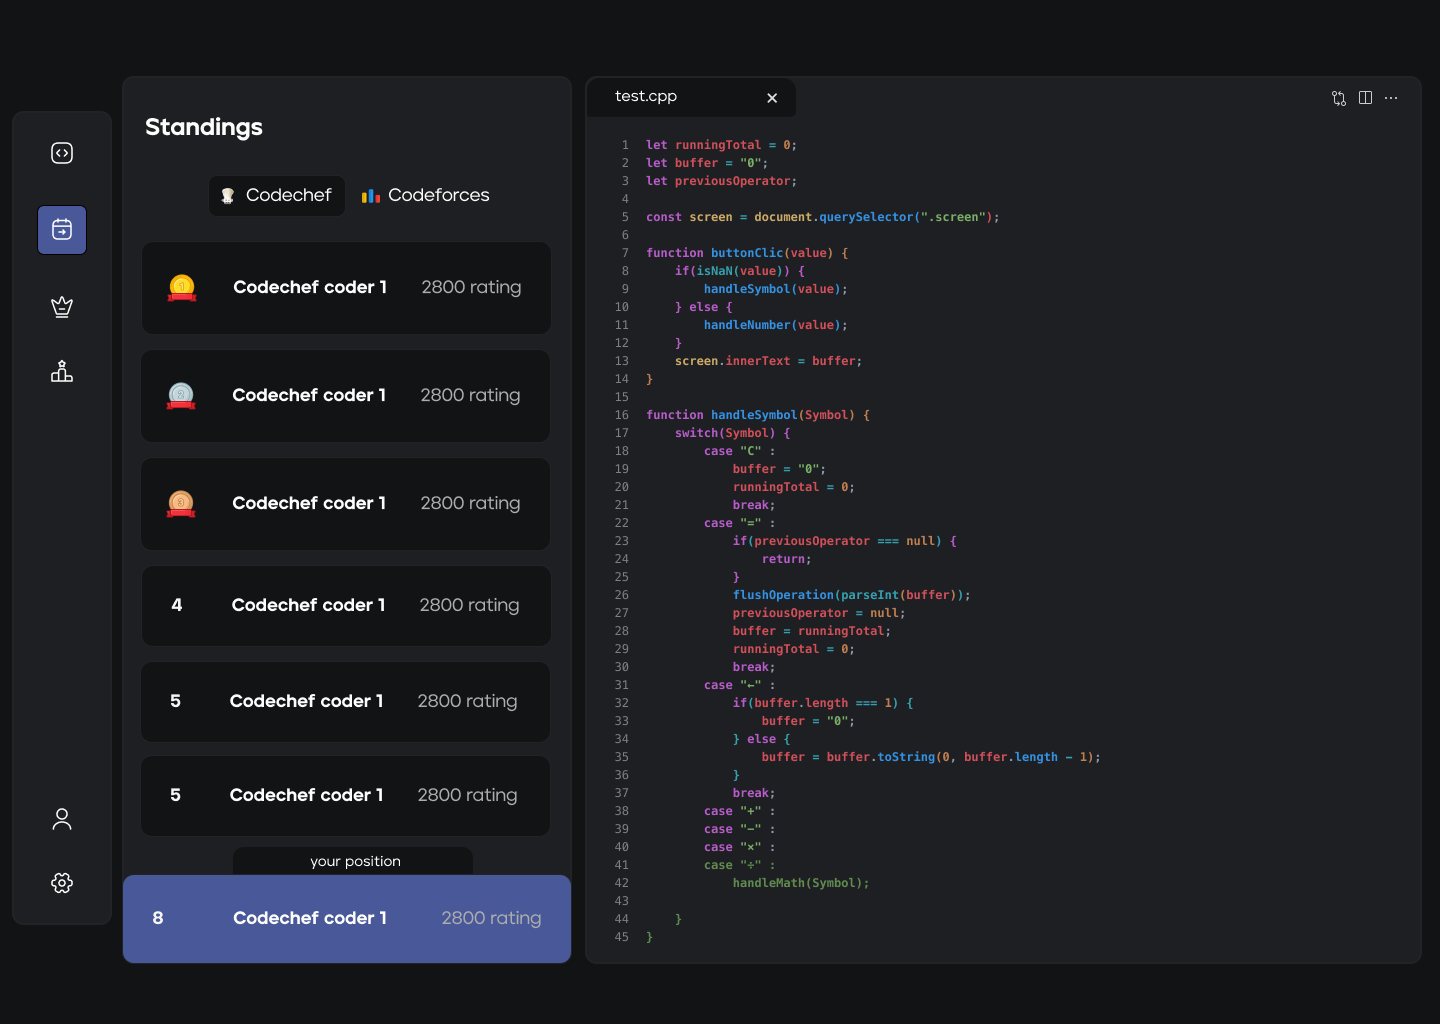 Standings
Codechef Codeforces
1 Codechef coder 1 2800 rating
2 Codechef coder 1 2800 rating
3 Codechef coder 1 2800 rating
4 Codechef coder 1 2800 rating
5 Codechef coder 1 2800 rating
5 Codechef coder 1 2800 rating
your position
8 Codechef coder 1 2800 rating
test.cpp
1 let runningTotal = 0;
2 let buffer = "0";
3 let previousOperator;
4
5 const screen = document.querySelector(".screen");
6
7 function buttonClic(value) {
8     if(isNaN(value)) {
9         handleSymbol(value);
10     } else {
11         handleNumber(value);
12     }
13     screen.innerText = buffer;
14 }
15
16 function handleSymbol(Symbol) {
17     switch(Symbol) {
18         case "C" :
19             buffer = "0";
20             runningTotal = 0;
21             break;
22         case "=" :
23             if(previousOperator === null) {
24                 return;
25             }
26             flushOperation(parseInt(buffer));
27             previousOperator = null;
28             buffer = runningTotal;
29             runningTotal = 0;
30             break;
31         case "←" :
32             if(buffer.length === 1) {
33                 buffer = "0";
34             } else {
35                 buffer = buffer.toString(0, buffer.length - 1);
36             }
37             break;
38         case "+" :
39         case "−" :
40         case "×" :
41         case "÷" :
42             handleMath(Symbol);
43
44     }
45 }